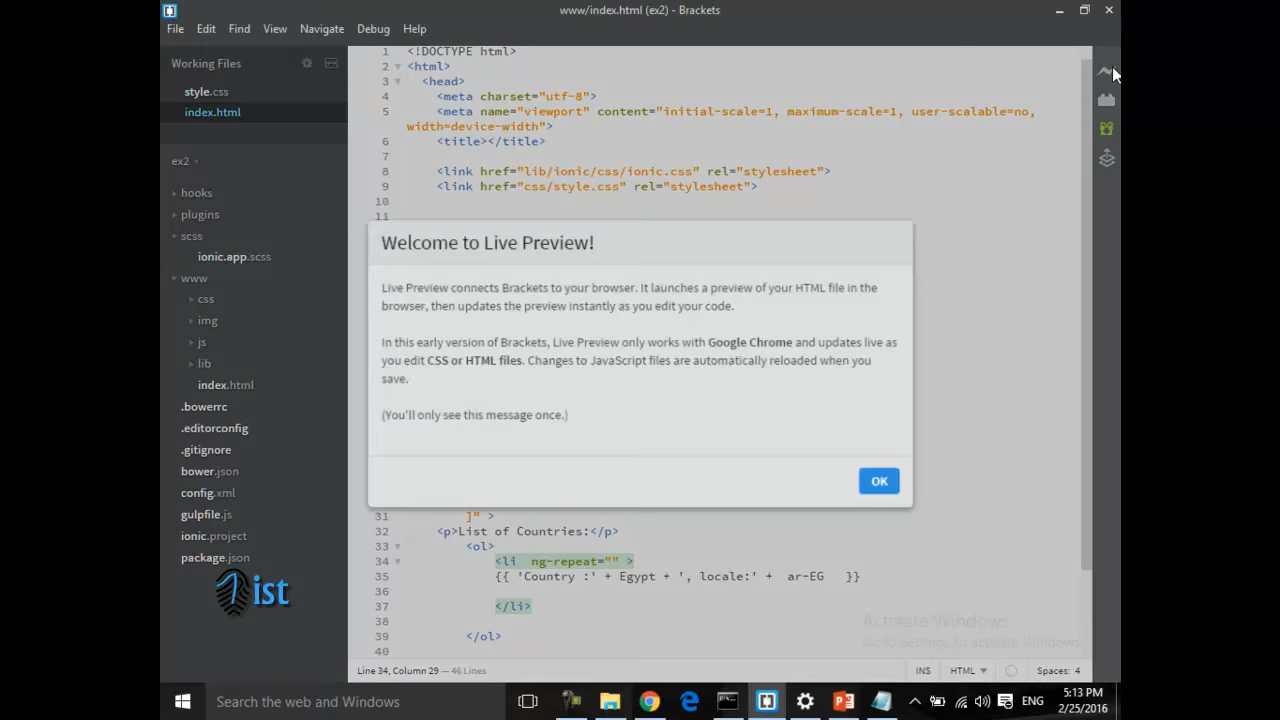 www/index.html (ex2) - Brackets
File Edit Find View Navigate Debug Help
Working Files
style.css
index.html
ex2
hooks
plugins
scss
ionic.app.scss
www
css
img
js
lib
index.html
.bowerrc
.editorconfig
.gitignore
bower.json
config.xml
gulpfile.js
ionic.project
package.json
1ist
1 <!DOCTYPE html>
2 <html>
3 <head>
4 <meta charset="utf-8">
5 <meta name="viewport" content="initial-scale=1, maximum-scale=1, user-scalable=no,
width=device-width">
6 <title></title>
7
8 <link href="lib/ionic/css/ionic.css" rel="stylesheet">
9 <link href="css/style.css" rel="stylesheet">
10
11
Welcome to Live Preview!
Live Preview connects Brackets to your browser. It launches a preview of your HTML file in the
browser, then updates the preview instantly as you edit your code.
In this early version of Brackets, Live Preview only works with Google Chrome and updates live as
you edit CSS or HTML files. Changes to JavaScript files are automatically reloaded when you
save.
(You'll only see this message once.)
OK
31 ]" >
32 <p>List of Countries:</p>
33 <ol>
34 <li ng-repeat="" >
35 {{ 'Country :' + Egypt + ', locale:' + ar-EG }}
36
37 </li>
38
39 </ol>
40
Activate Windows
Go to Settings to activate Windows.
Line 34, Column 29 — 46 Lines
INS HTML Spaces: 4
Search the web and Windows
ENG
5:13 PM
2/25/2016